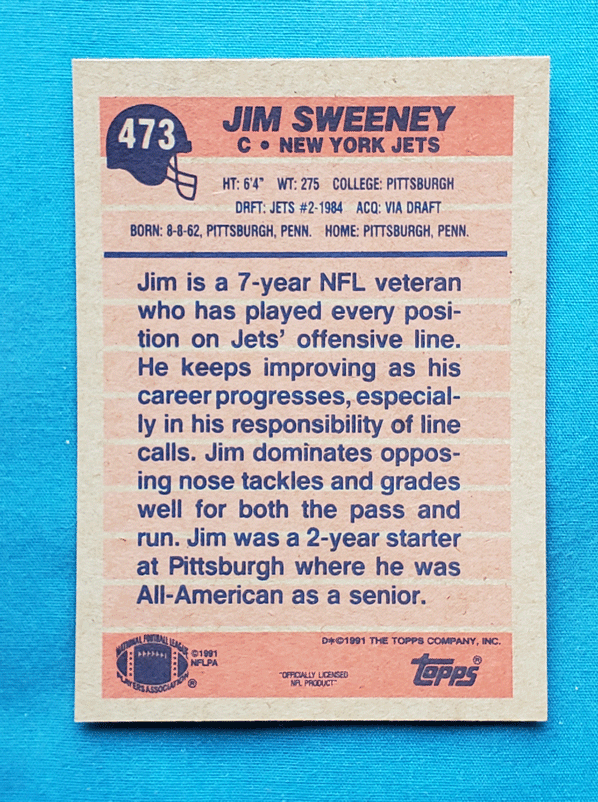 473
JIM SWEENEY
C • NEW YORK JETS
HT: 6'4" WT: 275 COLLEGE: PITTSBURGH
DRFT: JETS #2-1984 ACQ: VIA DRAFT
BORN: 8-8-62, PITTSBURGH, PENN. HOME: PITTSBURGH, PENN.
Jim is a 7-year NFL veteran
who has played every posi-
tion on Jets' offensive line.
He keeps improving as his
career progresses, especial-
ly in his responsibility of line
calls. Jim dominates oppos-
ing nose tackles and grades
well for both the pass and
run. Jim was a 2-year starter
at Pittsburgh where he was
All-American as a senior.
D✻©1991 THE TOPPS COMPANY, INC.
NATIONAL FOOTBALL LEAGUE
PLAYERS ASSOCIATION ®
©1991
NFLPA
"OFFICIALLY LICENSED
NFL PRODUCT"
topps®